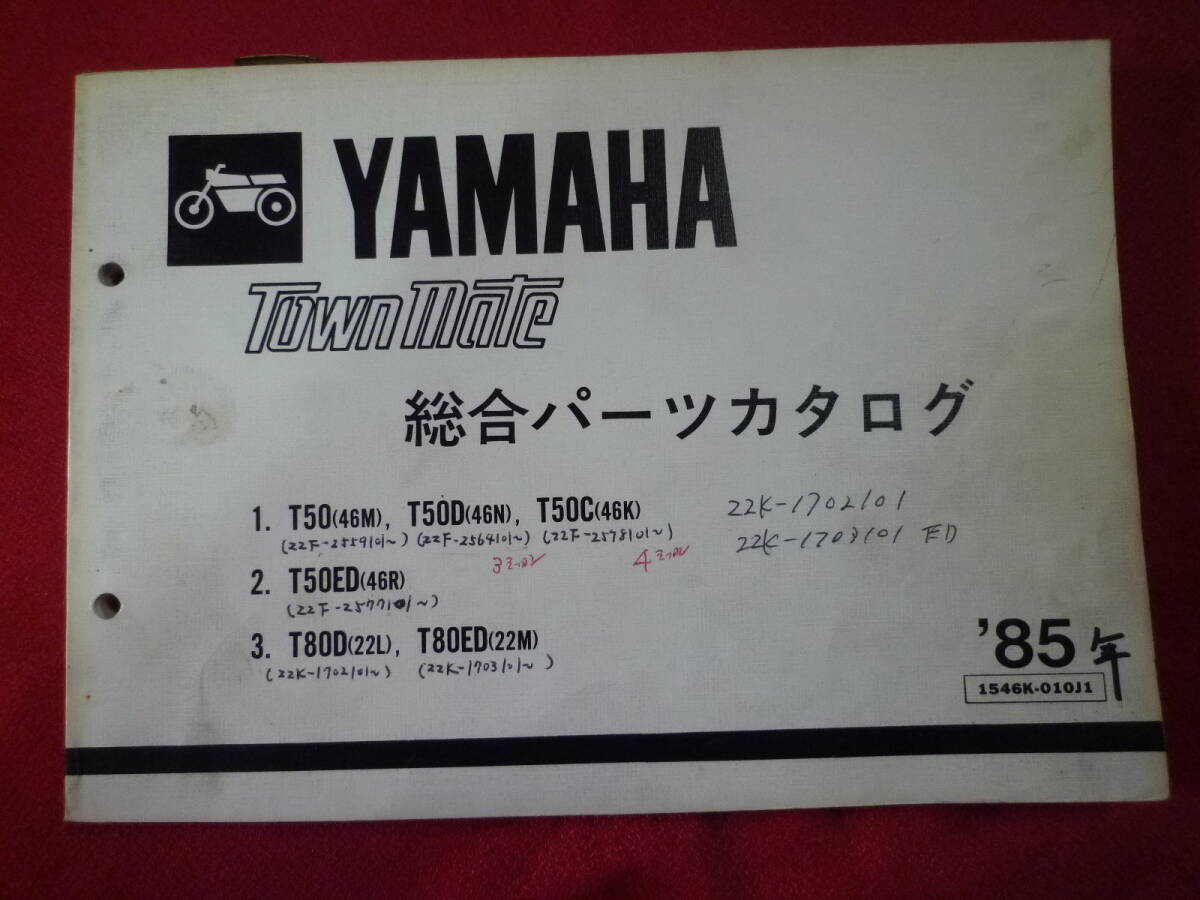 YAMAHA
Town Mate
総合パーツカタログ
1. T50(46M), T50D(46N), T50C(46K)
(22F-2559101~) (22F-2564101~) (22F-2578101~)
22K-1702101
22K-1703101 ED
2. T50ED(46R)
(22F-2577101~)
3. T80D(22L), T80ED(22M)
(22K-1702101~) (22K-1703101~)
'85年
1546K-010J1